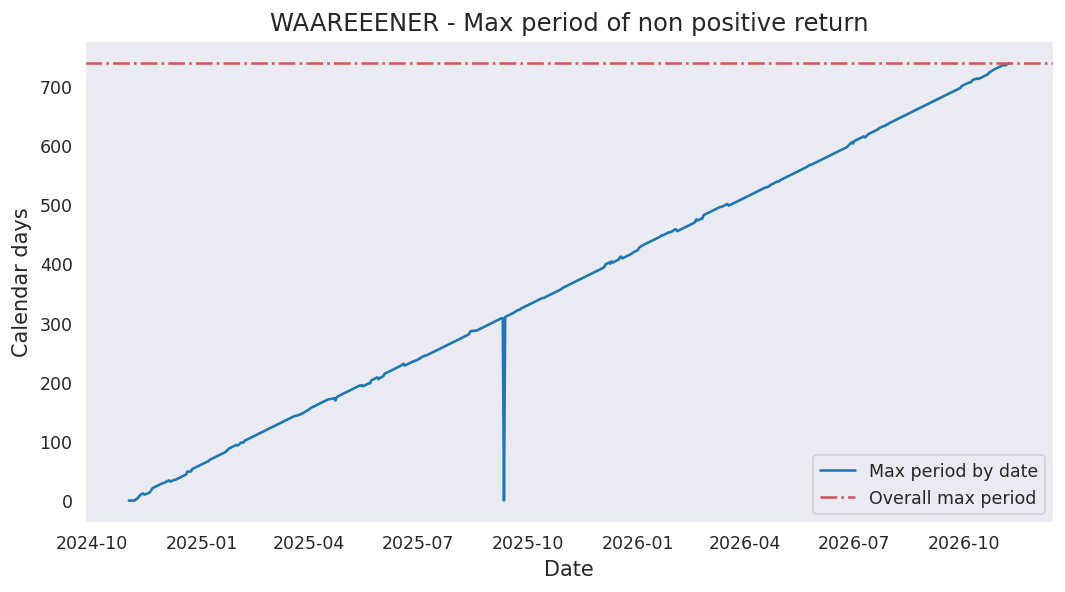 WAAREEENER - Max period of non positive return
Calendar days
700
600
500
400
300
200
100
0
Max period by date
Overall max period
2024-10 2025-01 2025-04 2025-07 2025-10 2026-01 2026-04 2026-07 2026-10
Date